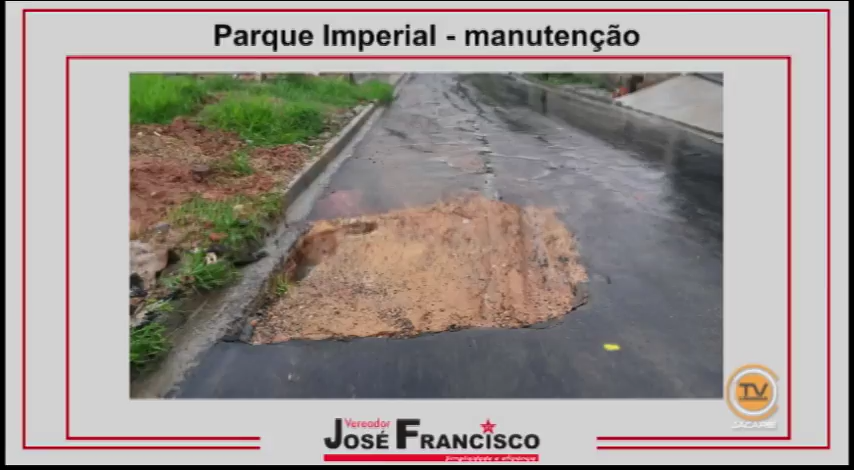 Parque Imperial - manutenção
TV
Vereador
JOSÉ FRANCISCO